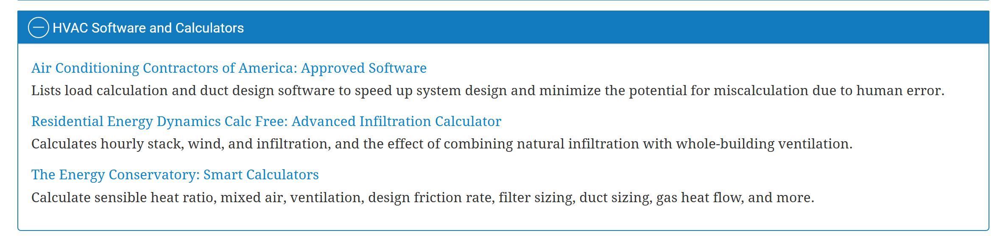 HVAC Software and Calculators
Air Conditioning Contractors of America: Approved Software
Lists load calculation and duct design software to speed up system design and minimize the potential for miscalculation due to human error.
Residential Energy Dynamics Calc Free: Advanced Infiltration Calculator
Calculates hourly stack, wind, and infiltration, and the effect of combining natural infiltration with whole-building ventilation.
The Energy Conservatory: Smart Calculators
Calculate sensible heat ratio, mixed air, ventilation, design friction rate, filter sizing, duct sizing, gas heat flow, and more.